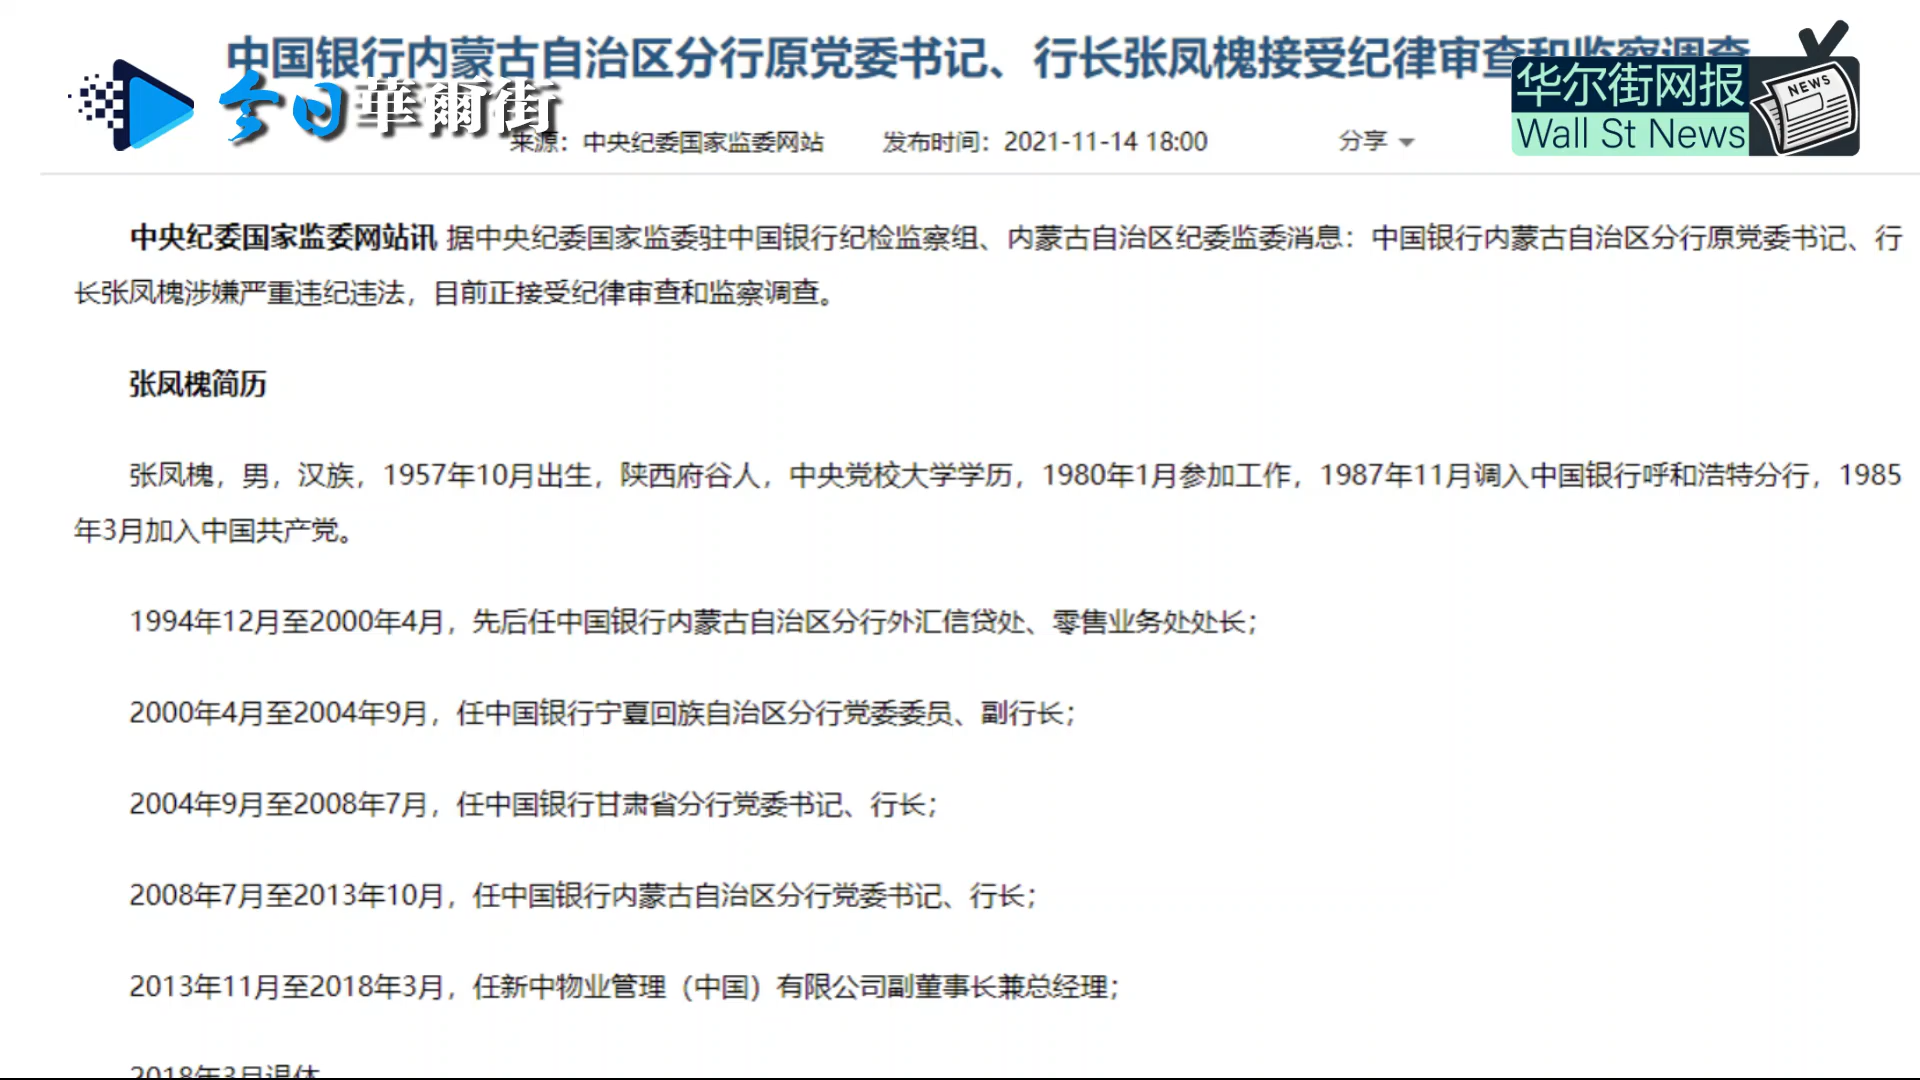 中国银行内蒙古自治区分行原党委书记、行长张凤槐接受纪律审查和监察调查
今日華爾街
华尔街网报
Wall St News
NEWS
来源：中央纪委国家监委网站 发布时间：2021-11-14 18:00 分享
中央纪委国家监委网站讯 据中央纪委国家监委驻中国银行纪检监察组、内蒙古自治区纪委监委消息：中国银行内蒙古自治区分行原党委书记、行
长张凤槐涉嫌严重违纪违法，目前正接受纪律审查和监察调查。
张凤槐简历
张凤槐，男，汉族，1957年10月出生，陕西府谷人，中央党校大学学历，1980年1月参加工作，1987年11月调入中国银行呼和浩特分行，1985
年3月加入中国共产党。
1994年12月至2000年4月，先后任中国银行内蒙古自治区分行外汇信贷处、零售业务处处长；
2000年4月至2004年9月，任中国银行宁夏回族自治区分行党委委员、副行长；
2004年9月至2008年7月，任中国银行甘肃省分行党委书记、行长；
2008年7月至2013年10月，任中国银行内蒙古自治区分行党委书记、行长；
2013年11月至2018年3月，任新中物业管理（中国）有限公司副董事长兼总经理；
2018年3月退休